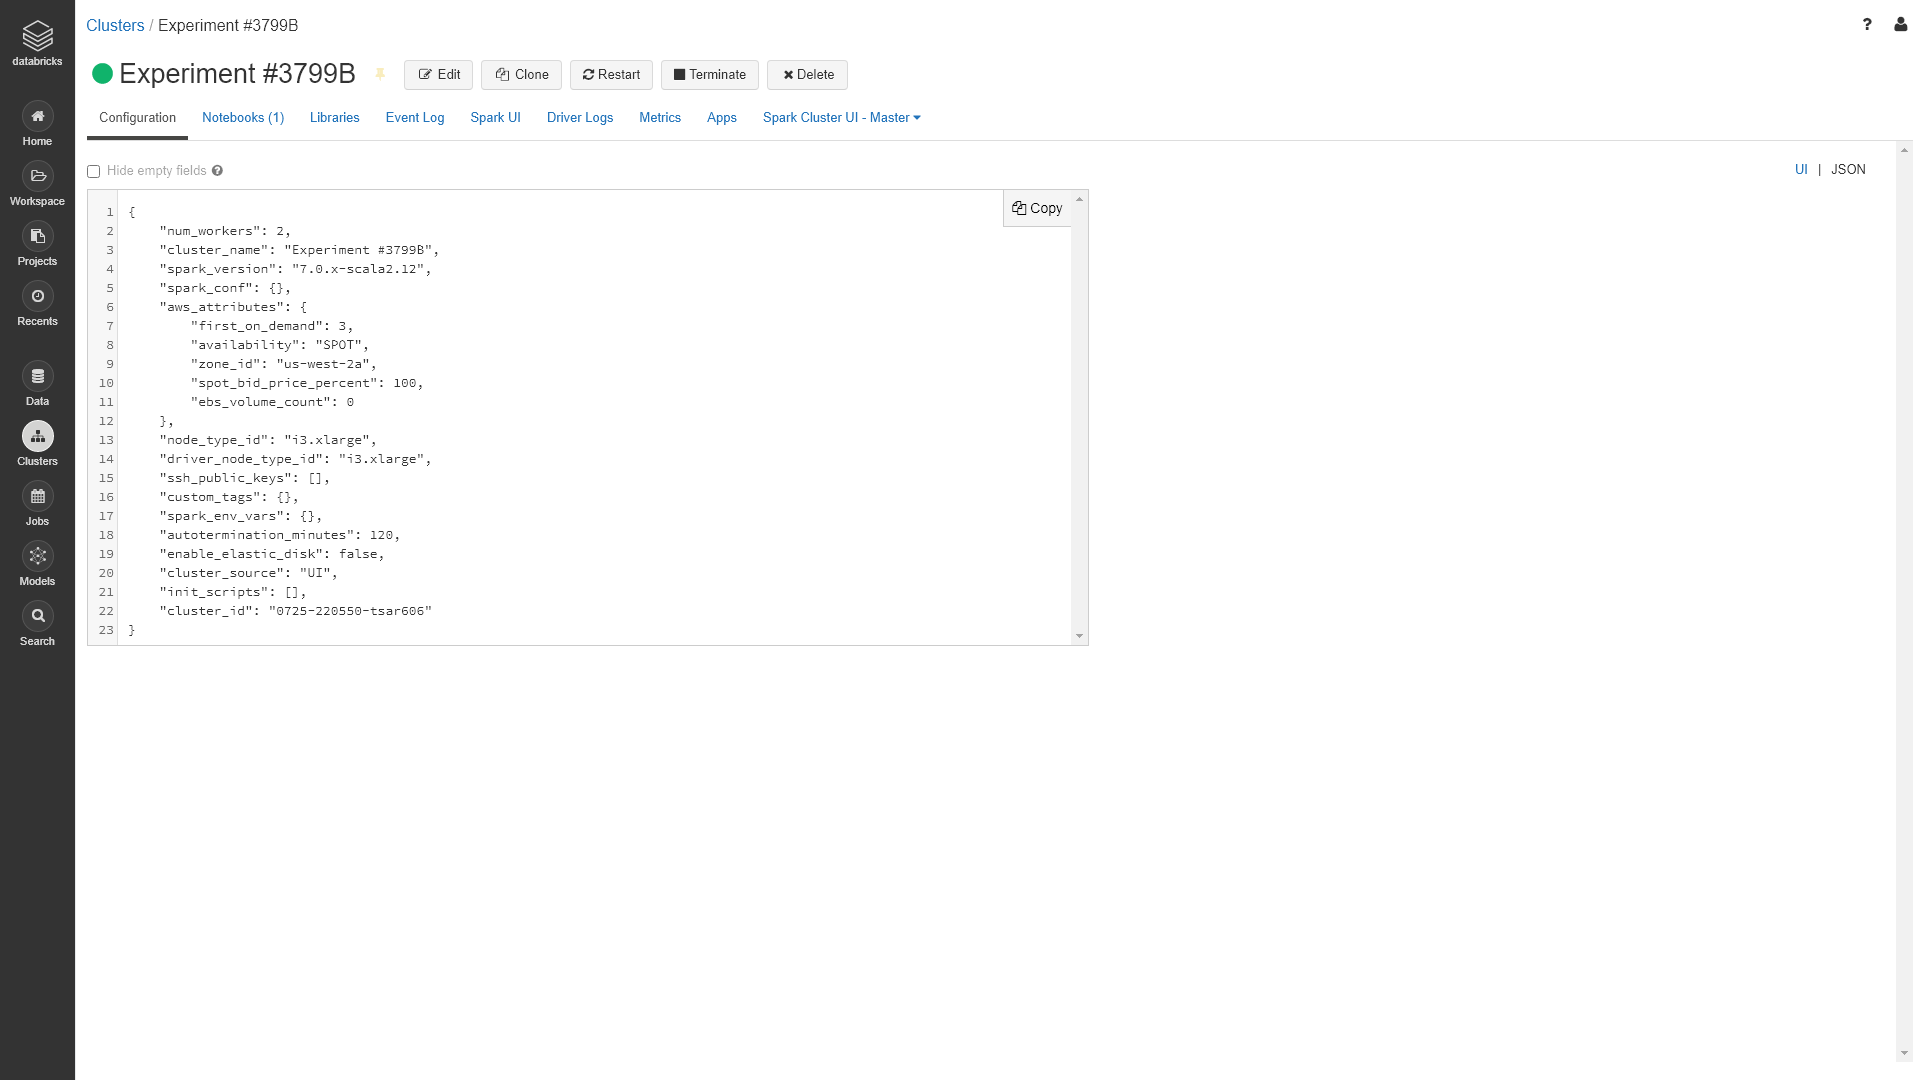 databricks
Home
Workspace
Projects
Recents
Data
Clusters
Jobs
Models
Search
Clusters / Experiment #3799B
?
Experiment #3799B Edit Clone Restart Terminate Delete
Configuration Notebooks (1) Libraries Event Log Spark UI Driver Logs Metrics Apps Spark Cluster UI - Master
Hide empty fields ?
UI | JSON
Copy
1 {
2     "num_workers": 2,
3     "cluster_name": "Experiment #3799B",
4     "spark_version": "7.0.x-scala2.12",
5     "spark_conf": {},
6     "aws_attributes": {
7         "first_on_demand": 3,
8         "availability": "SPOT",
9         "zone_id": "us-west-2a",
10         "spot_bid_price_percent": 100,
11         "ebs_volume_count": 0
12     },
13     "node_type_id": "i3.xlarge",
14     "driver_node_type_id": "i3.xlarge",
15     "ssh_public_keys": [],
16     "custom_tags": {},
17     "spark_env_vars": {},
18     "autotermination_minutes": 120,
19     "enable_elastic_disk": false,
20     "cluster_source": "UI",
21     "init_scripts": [],
22     "cluster_id": "0725-220550-tsar606"
23 }